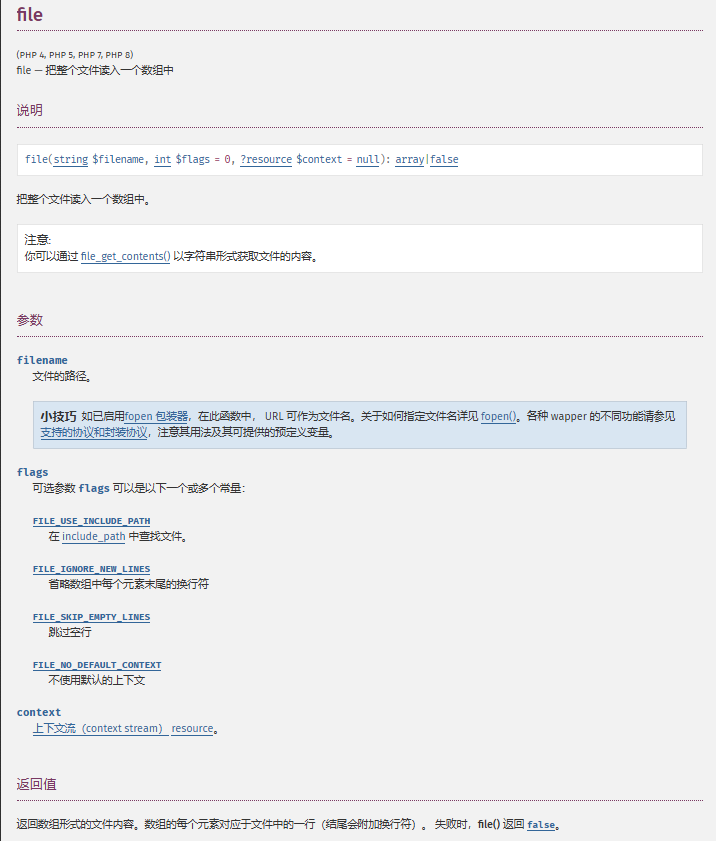 file
(PHP 4, PHP 5, PHP 7, PHP 8)
file — 把整个文件读入一个数组中
说明
file(string $filename, int $flags = 0, ?resource $context = null): array|false
把整个文件读入一个数组中。
注意:
你可以通过 file_get_contents() 以字符串形式获取文件的内容。
参数
filename
文件的路径。
小技巧 如已启用fopen 包装器，在此函数中， URL 可作为文件名。关于如何指定文件名详见 fopen()。各种 wapper 的不同功能请参见
支持的协议和封装协议，注意其用法及其可提供的预定义变量。
flags
可选参数 flags 可以是以下一个或多个常量：
FILE_USE_INCLUDE_PATH
在 include_path 中查找文件。
FILE_IGNORE_NEW_LINES
省略数组中每个元素末尾的换行符
FILE_SKIP_EMPTY_LINES
跳过空行
FILE_NO_DEFAULT_CONTEXT
不使用默认的上下文
context
上下文流（context stream） resource。
返回值
返回数组形式的文件内容。数组的每个元素对应于文件中的一行（结尾会附加换行符）。 失败时，file() 返回 false。